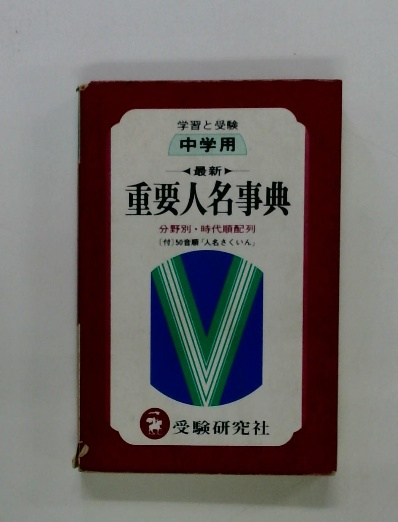 学習と受験
中学用
◀最新▶
重要人名事典
分野別・時代順配列
〔付〕50音順「人名さくいん」
受験研究社